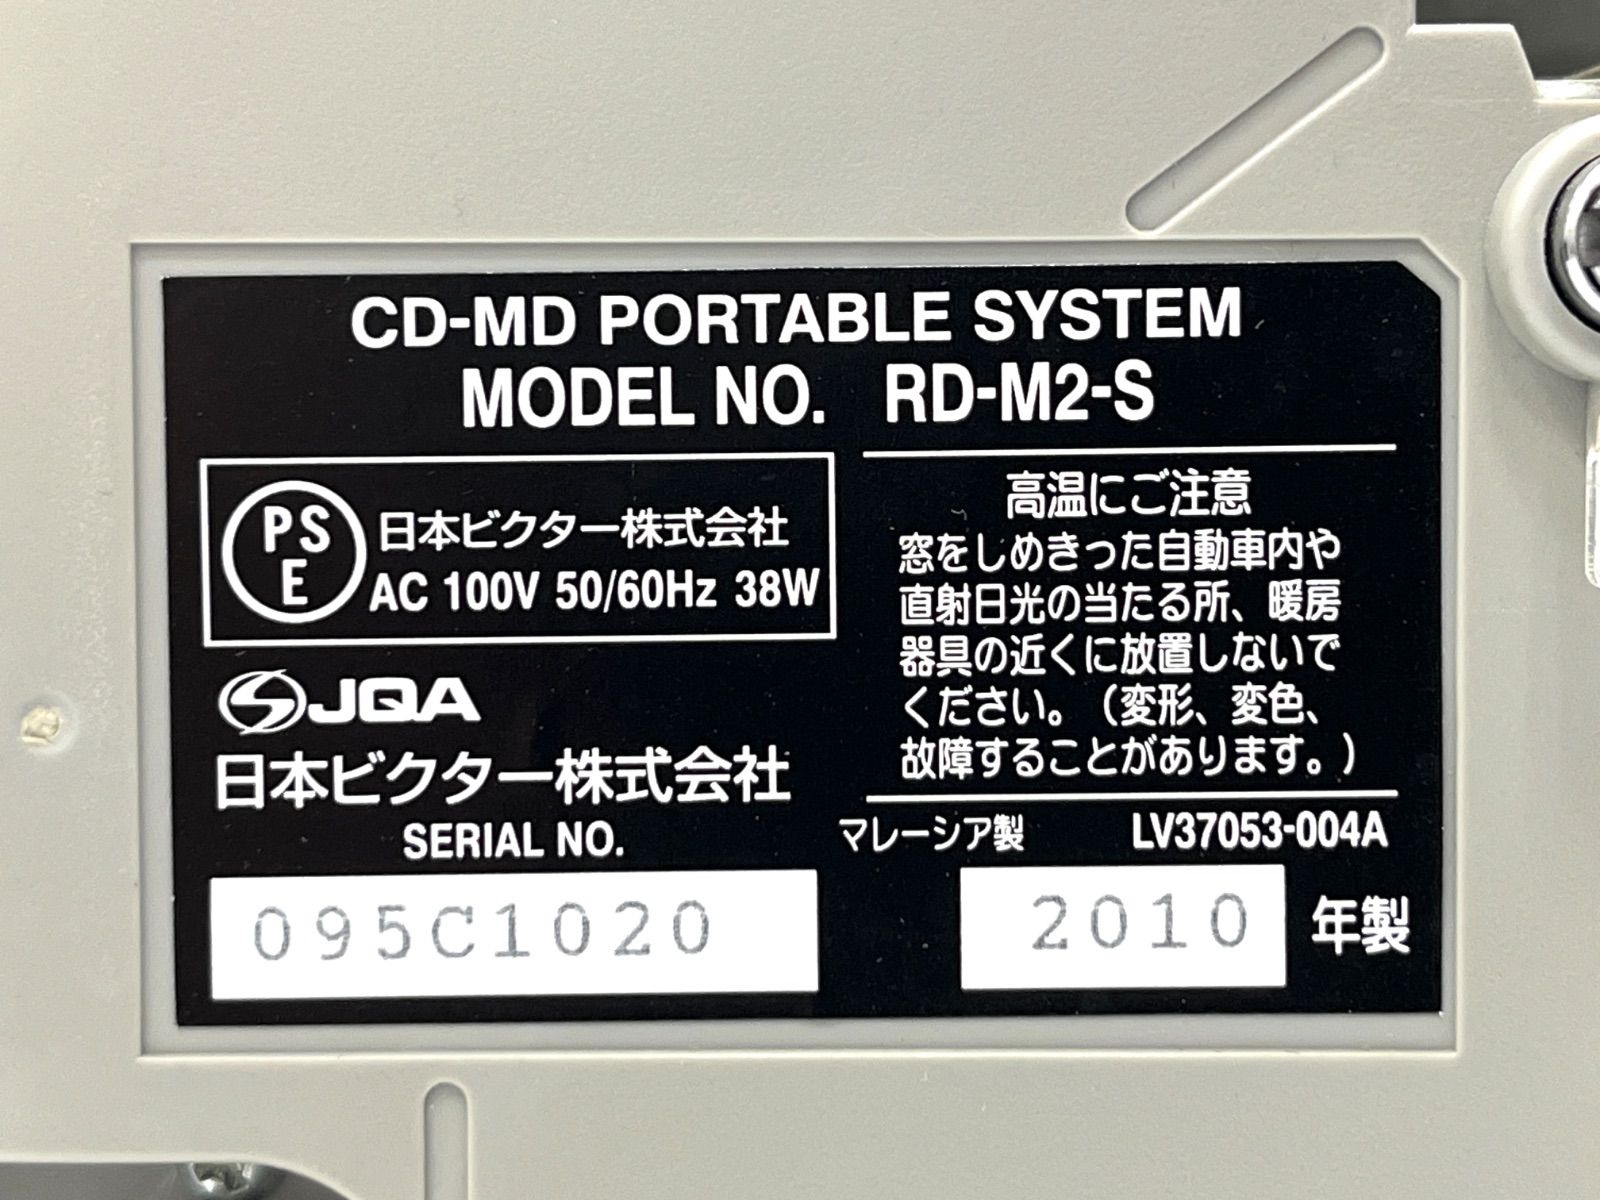 CD-MD PORTABLE SYSTEM
MODEL NO. RD-M2-S
PS
E
日本ビクター株式会社
AC 100V 50/60Hz 38W
JQA
日本ビクター株式会社
SERIAL NO.
095C1020
高温にご注意
窓をしめきった自動車内や
直射日光の当たる所、暖房
器具の近くに放置しないで
ください。（変形、変色、
故障することがあります。）
マレーシア製 LV37053-004A
2010 年製